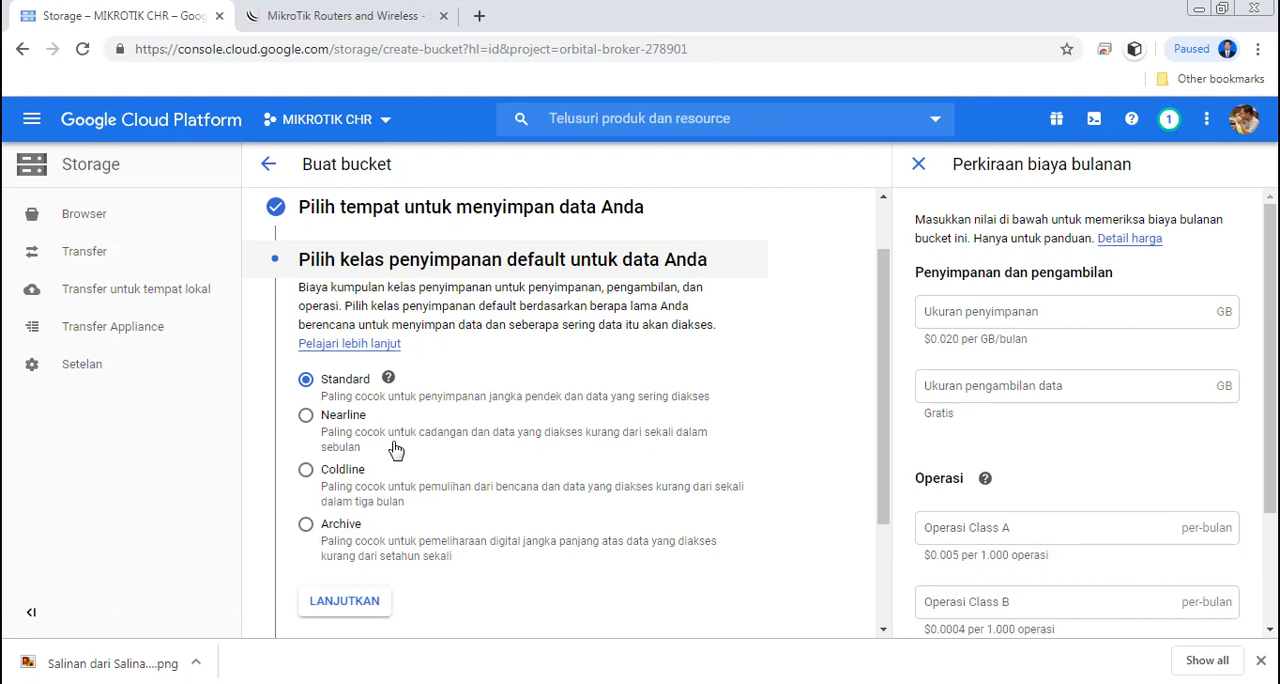 Storage – MIKROTIK CHR – Goog
MikroTik Routers and Wireless -
https://console.cloud.google.com/storage/create-bucket?hl=id&project=orbital-broker-278901
Paused
Other bookmarks
Google Cloud Platform
MIKROTIK CHR
Telusuri produk dan resource
1
Storage
Browser
Transfer
Transfer untuk tempat lokal
Transfer Appliance
Setelan
Buat bucket
Pilih tempat untuk menyimpan data Anda
Pilih kelas penyimpanan default untuk data Anda
Biaya kumpulan kelas penyimpanan untuk penyimpanan, pengambilan, dan
operasi. Pilih kelas penyimpanan default berdasarkan berapa lama Anda
berencana untuk menyimpan data dan seberapa sering data itu akan diakses.
Pelajari lebih lanjut
Standard
Paling cocok untuk penyimpanan jangka pendek dan data yang sering diakses
Nearline
Paling cocok untuk cadangan dan data yang diakses kurang dari sekali dalam
sebulan
Coldline
Paling cocok untuk pemulihan dari bencana dan data yang diakses kurang dari sekali
dalam tiga bulan
Archive
Paling cocok untuk pemeliharaan digital jangka panjang atas data yang diakses
kurang dari setahun sekali
LANJUTKAN
Perkiraan biaya bulanan
Masukkan nilai di bawah untuk memeriksa biaya bulanan
bucket ini. Hanya untuk panduan. Detail harga
Penyimpanan dan pengambilan
Ukuran penyimpanan GB
$0.020 per GB/bulan
Ukuran pengambilan data GB
Gratis
Operasi
Operasi Class A per-bulan
$0.005 per 1.000 operasi
Operasi Class B per-bulan
$0.0004 per 1.000 operasi
Salinan dari Salina....png
Show all